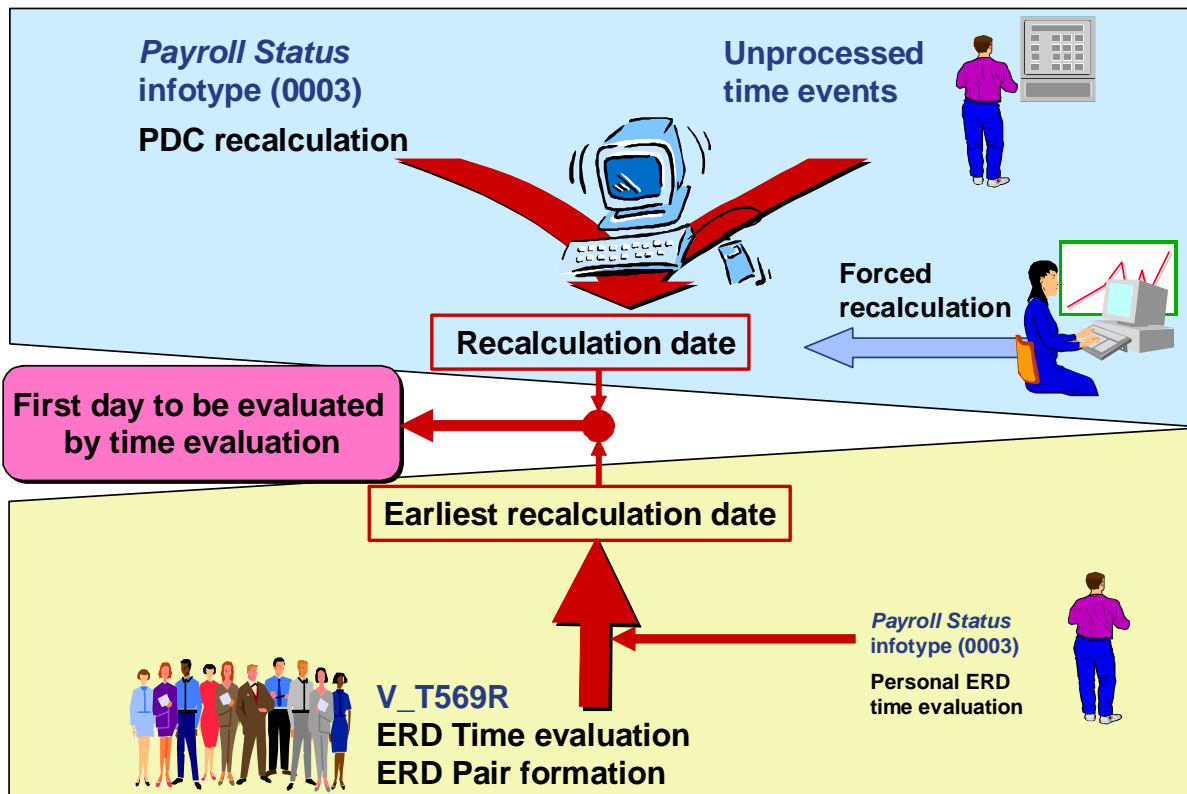 Payroll Status
infotype (0003)
PDC recalculation
Unprocessed
time events
Forced
recalculation
Recalculation date
First day to be evaluated
by time evaluation
Earliest recalculation date
Payroll Status
infotype (0003)
Personal ERD
time evaluation
V_T569R
ERD Time evaluation
ERD Pair formation